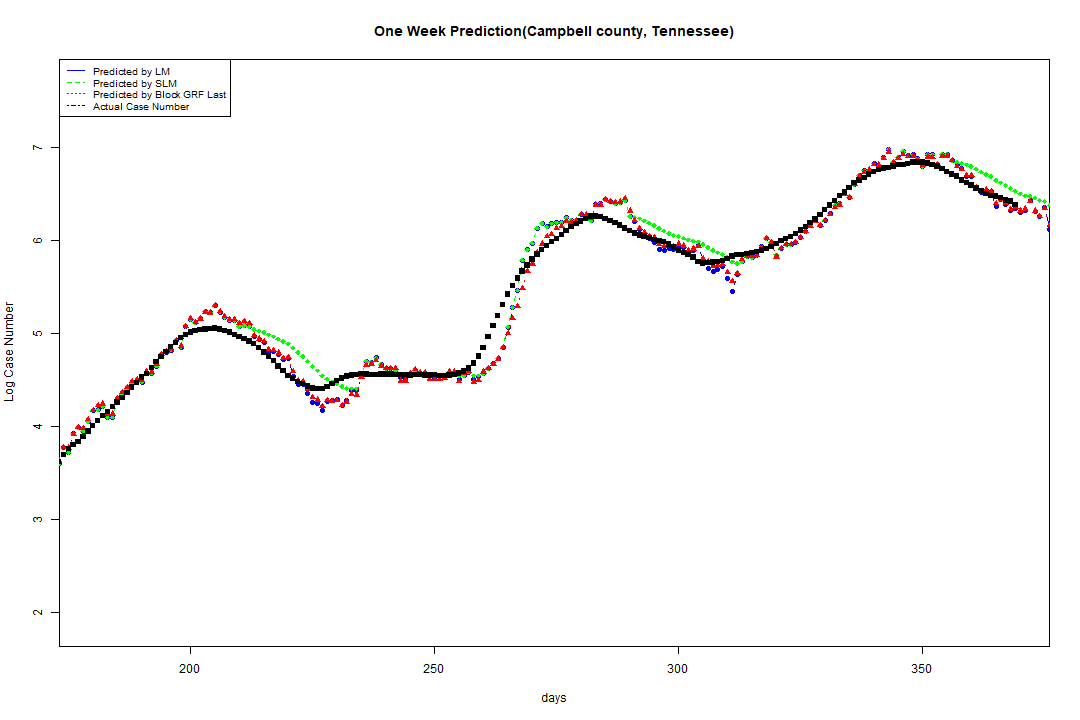 One Week Prediction(Campbell county, Tennessee)
Predicted by LM
Predicted by SLM
Predicted by Block GRF Last
Actual Case Number
7
6
5
4
3
2
Log Case Number
200
250
300
350
days